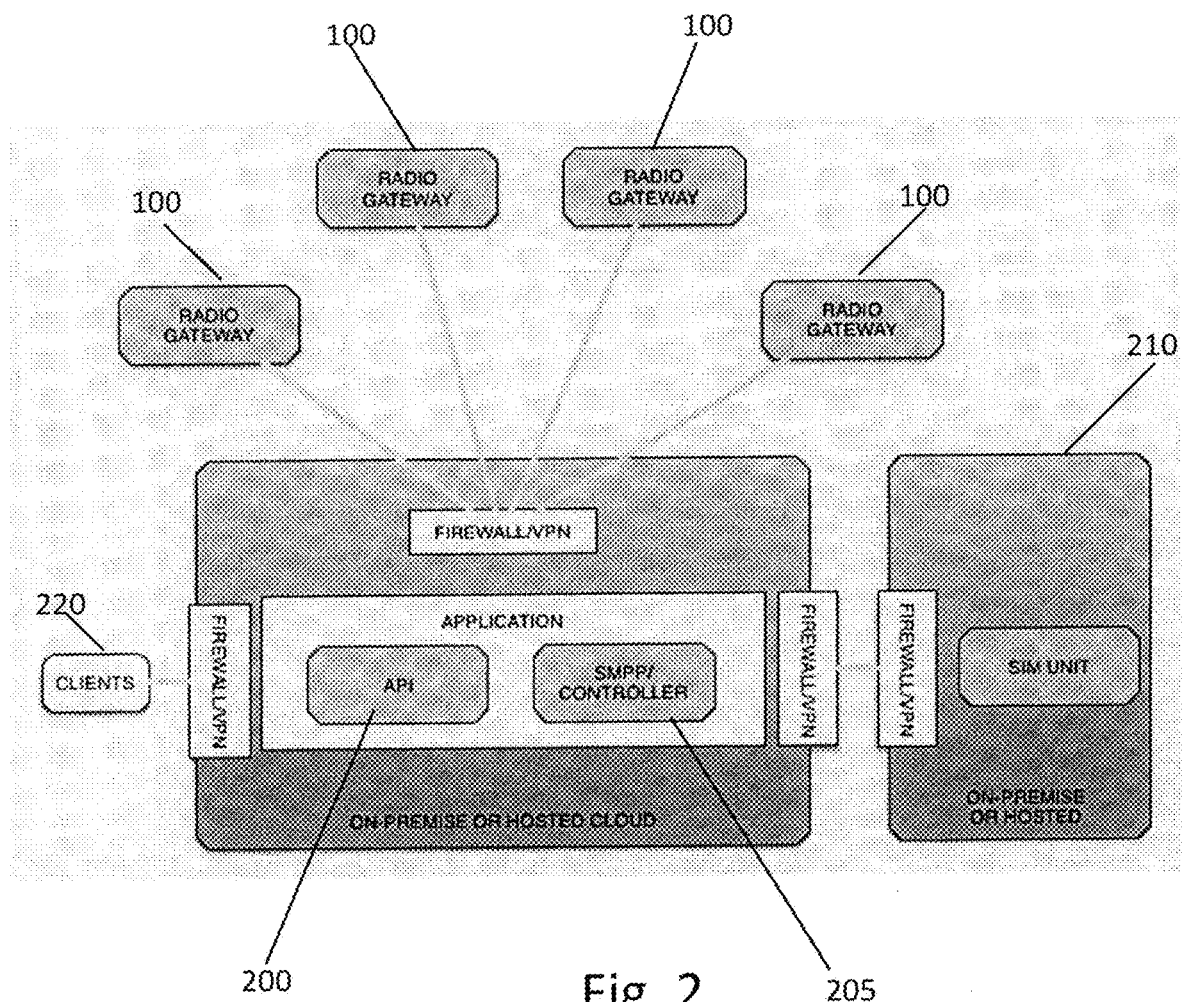 100
100
RADIO
GATEWAY
RADIO
GATEWAY
100
100
RADIO
GATEWAY
RADIO
GATEWAY
210
FIREWALL/VPN
220
CLIENTS
FIREWALL/VPN
APPLICATION
API
SMPP/
CONTROLLER
FIREWALL/VPN
FIREWALL/VPN
SIM UNIT
ON-PREMISE OR HOSTED CLOUD
ON-PREMISE
OR HOSTED
200
Fig. 2
205